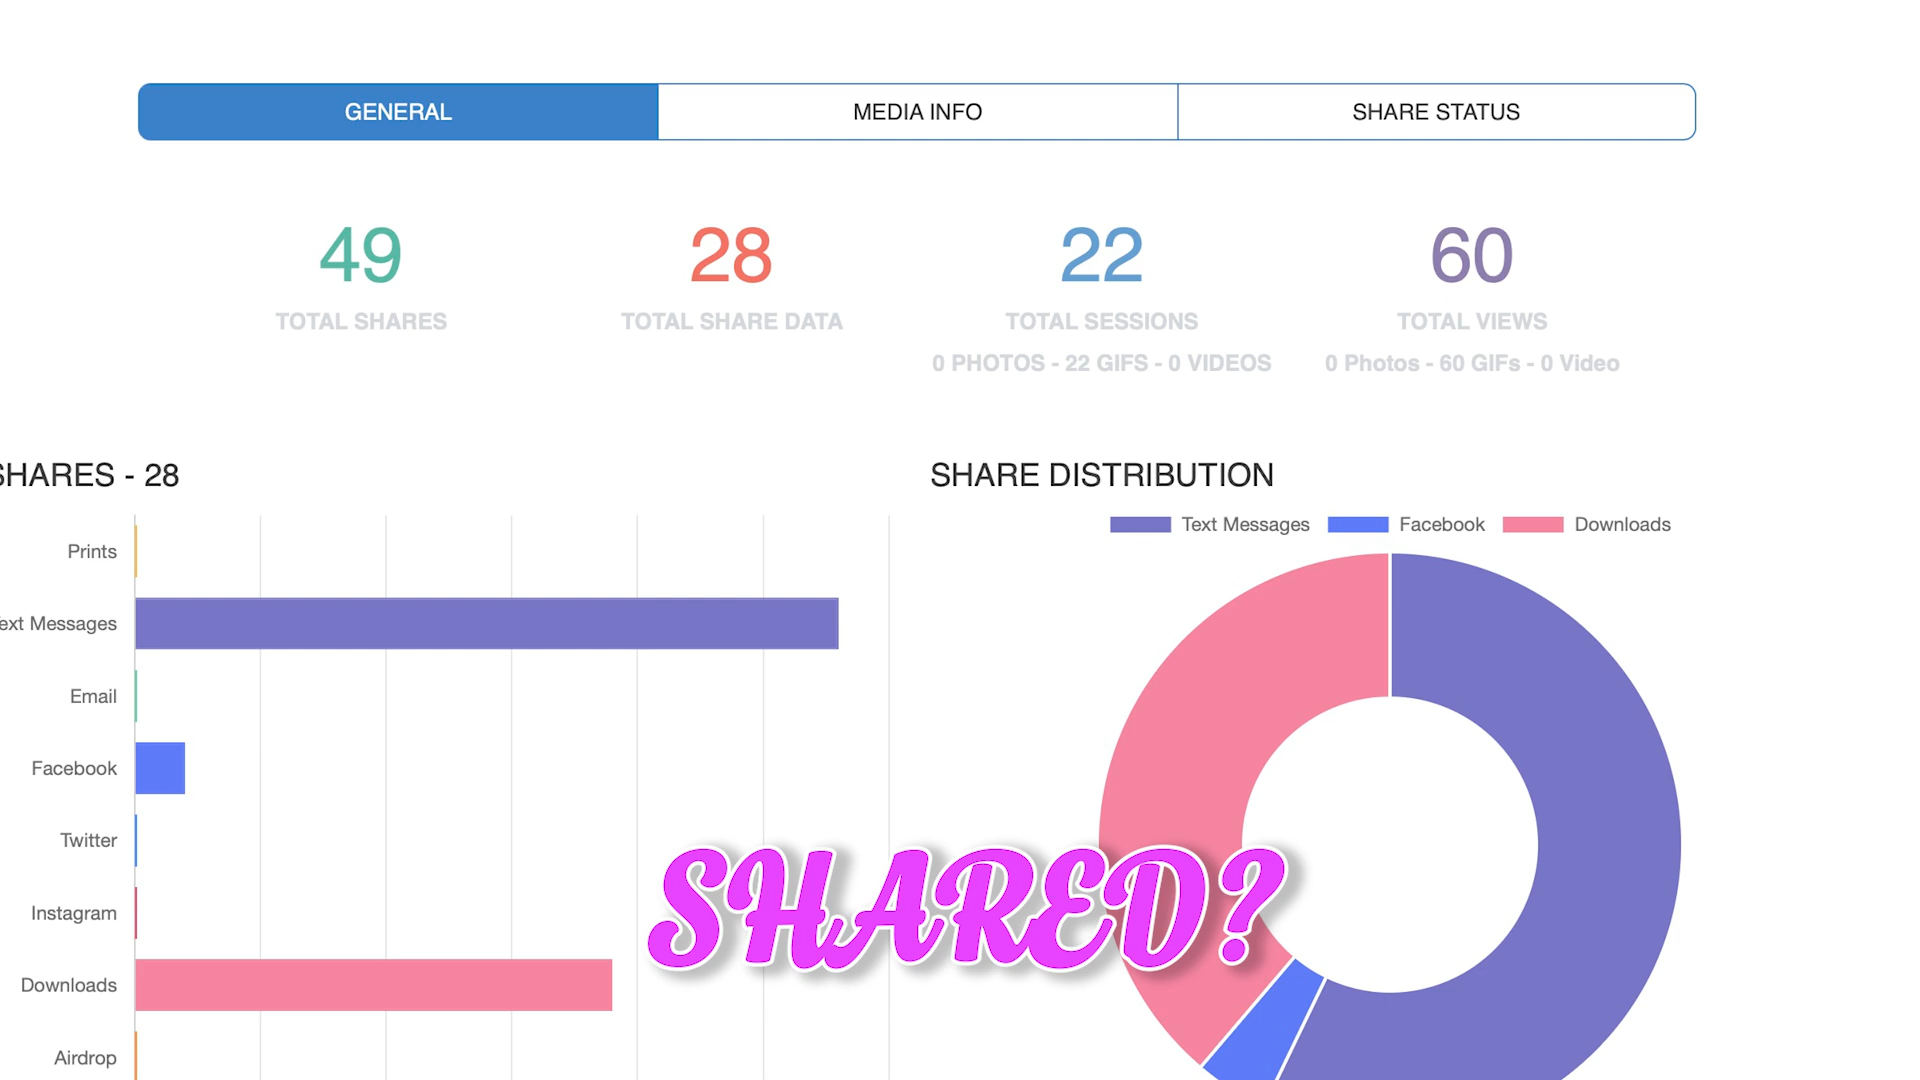 GENERAL
MEDIA INFO
SHARE STATUS
49
28
22
60
TOTAL SHARES
TOTAL SHARE DATA
TOTAL SESSIONS
TOTAL VIEWS
0 PHOTOS - 22 GIFS - 0 VIDEOS
0 Photos - 60 GIFs - 0 Video
SHARES - 28
SHARE DISTRIBUTION
Text Messages
Facebook
Downloads
Prints
ext Messages
Email
Facebook
Twitter
Instagram
Downloads
Airdrop
SHARED?